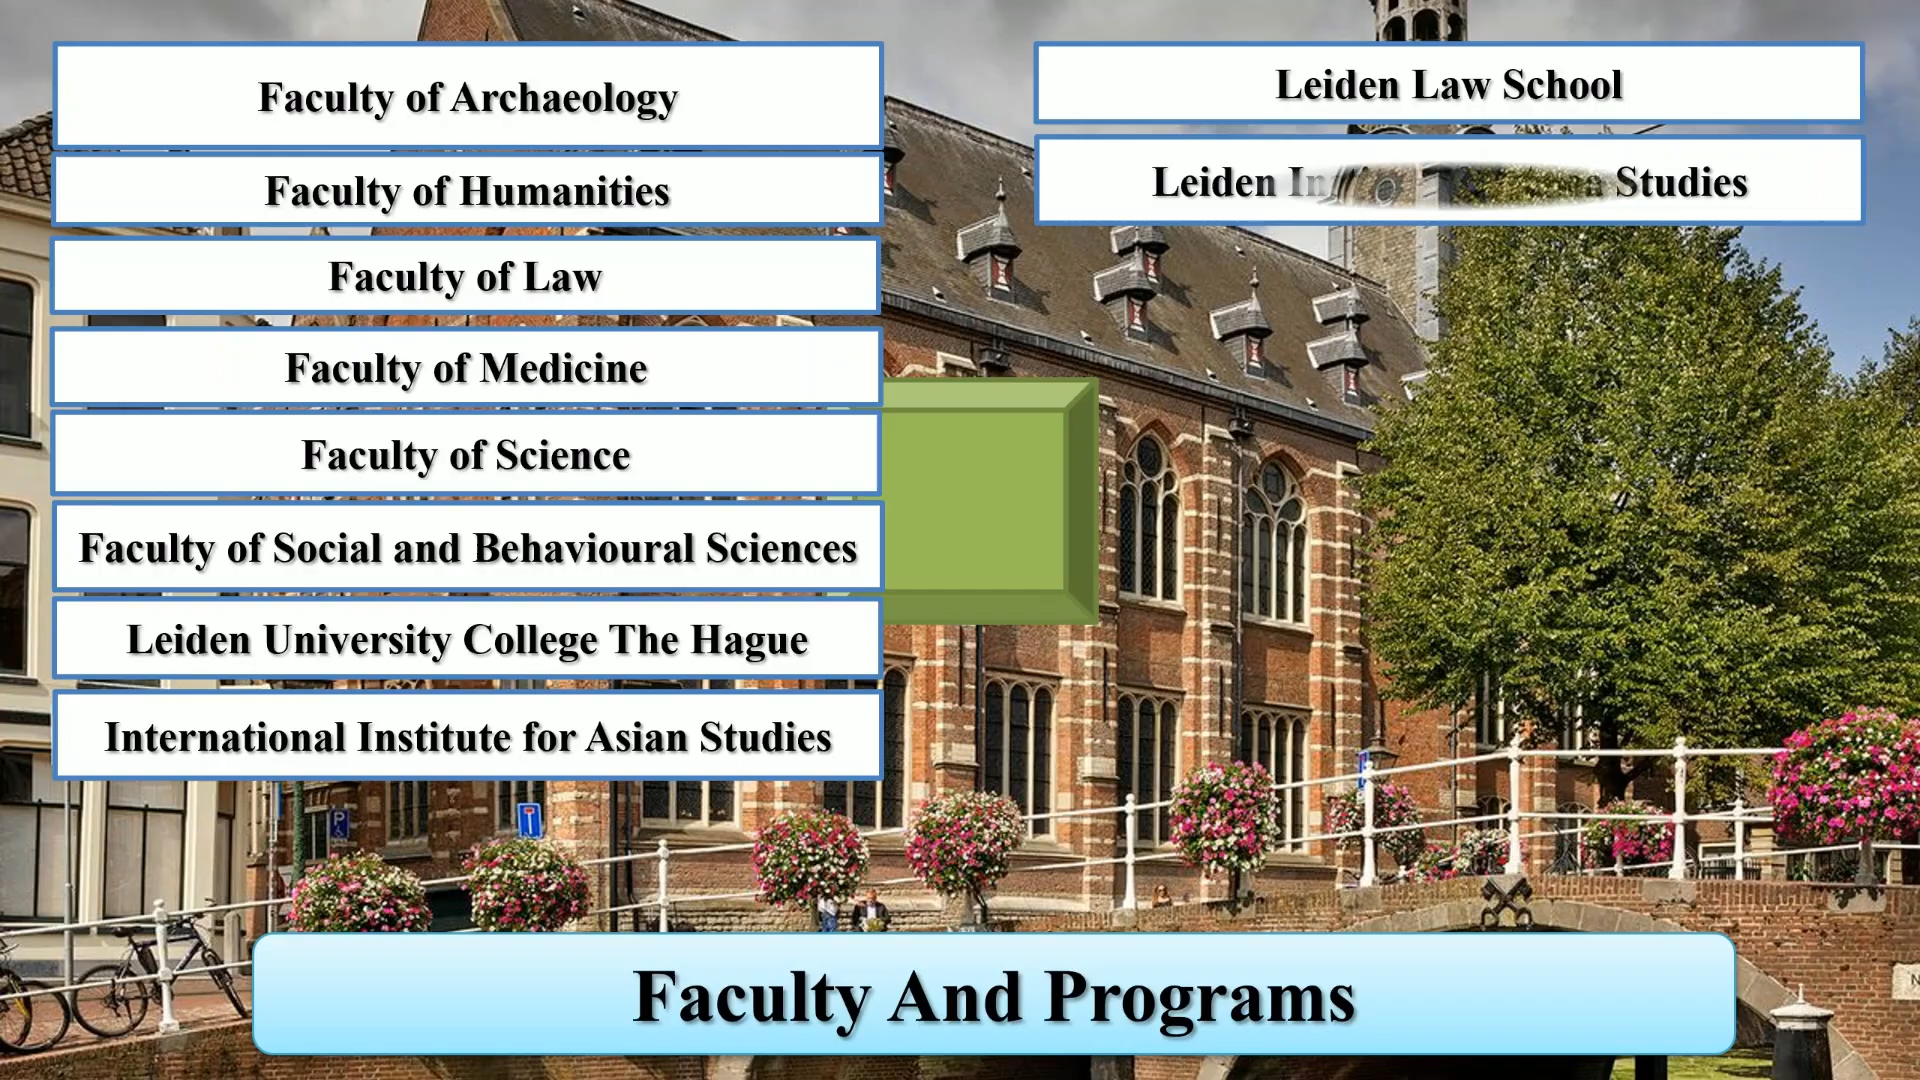 Faculty of Archaeology
Faculty of Humanities
Faculty of Law
Faculty of Medicine
Faculty of Science
Faculty of Social and Behavioural Sciences
Leiden University College The Hague
International Institute for Asian Studies
Leiden Law School
Leiden Studies
Faculty And Programs
P
N